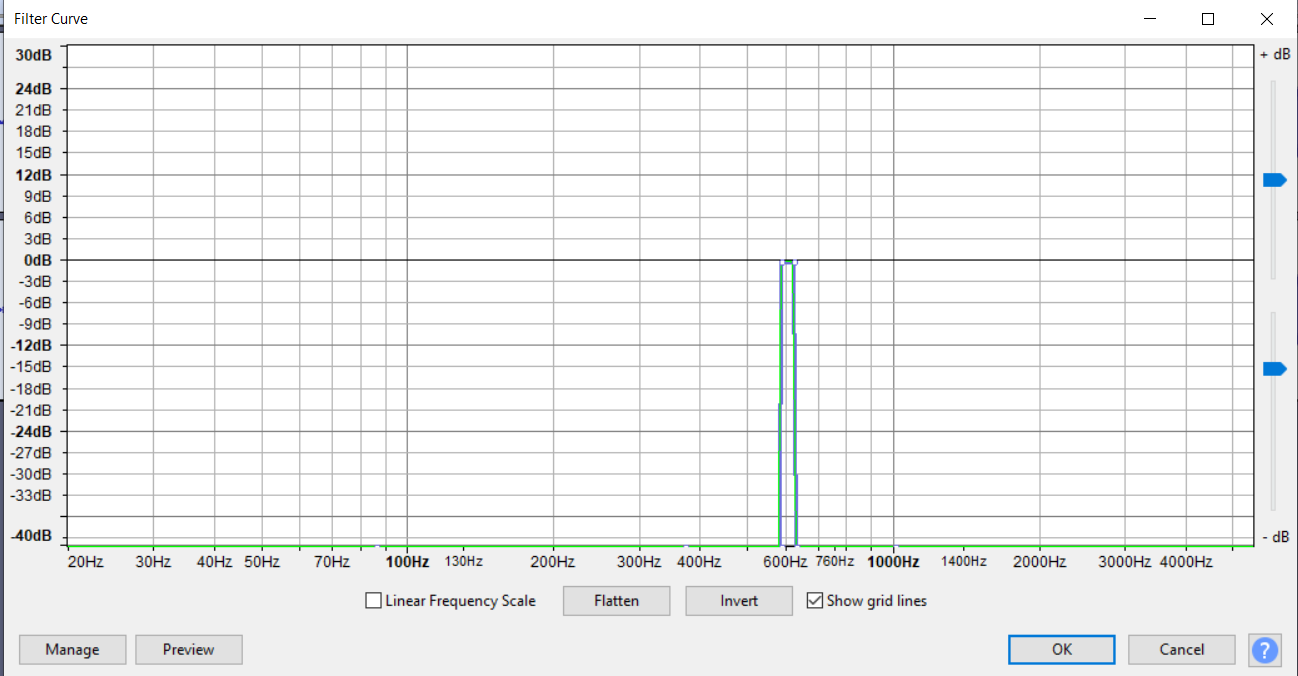 Filter Curve
30dB
+ dB
24dB
21dB
18dB
15dB
12dB
9dB
6dB
3dB
0dB
-3dB
-6dB
-9dB
-12dB
-15dB
-18dB
-21dB
-24dB
-27dB
-30dB
-33dB
-40dB
- dB
20Hz 30Hz 40Hz 50Hz 70Hz 100Hz 130Hz 200Hz 300Hz 400Hz 600Hz 760Hz 1000Hz 1400Hz 2000Hz 3000Hz 4000Hz
Linear Frequency Scale Flatten Invert Show grid lines
Manage Preview OK Cancel ?